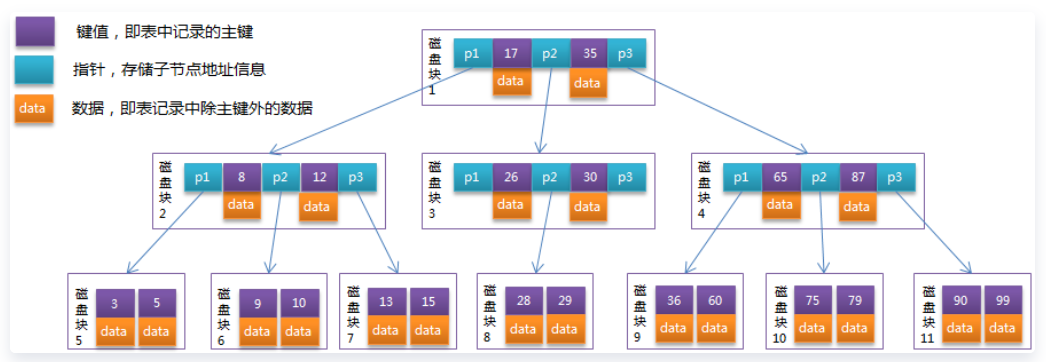 键值，即表中记录的主键
指针，存储子节点地址信息
data 数据，即表记录中除主键外的数据
磁盘块1 p1 17 p2 35 p3
data data
磁盘块2 p1 8 p2 12 p3
data data
磁盘块3 p1 26 p2 30 p3
data data
磁盘块4 p1 65 p2 87 p3
data data
磁盘块5 3 5
data data
磁盘块6 9 10
data data
磁盘块7 13 15
data data
磁盘块8 28 29
data data
磁盘块9 36 60
data data
磁盘块10 75 79
data data
磁盘块11 90 99
data data